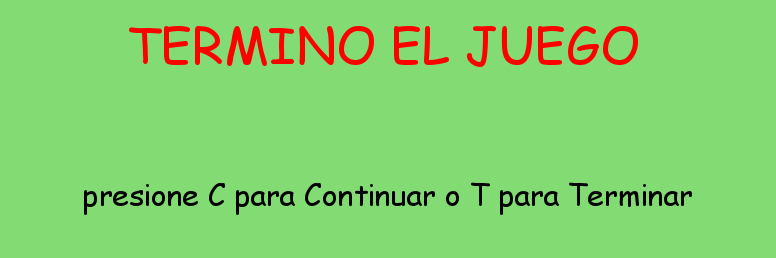 TERMINO EL JUEGO
presione C para Continuar o T para Terminar